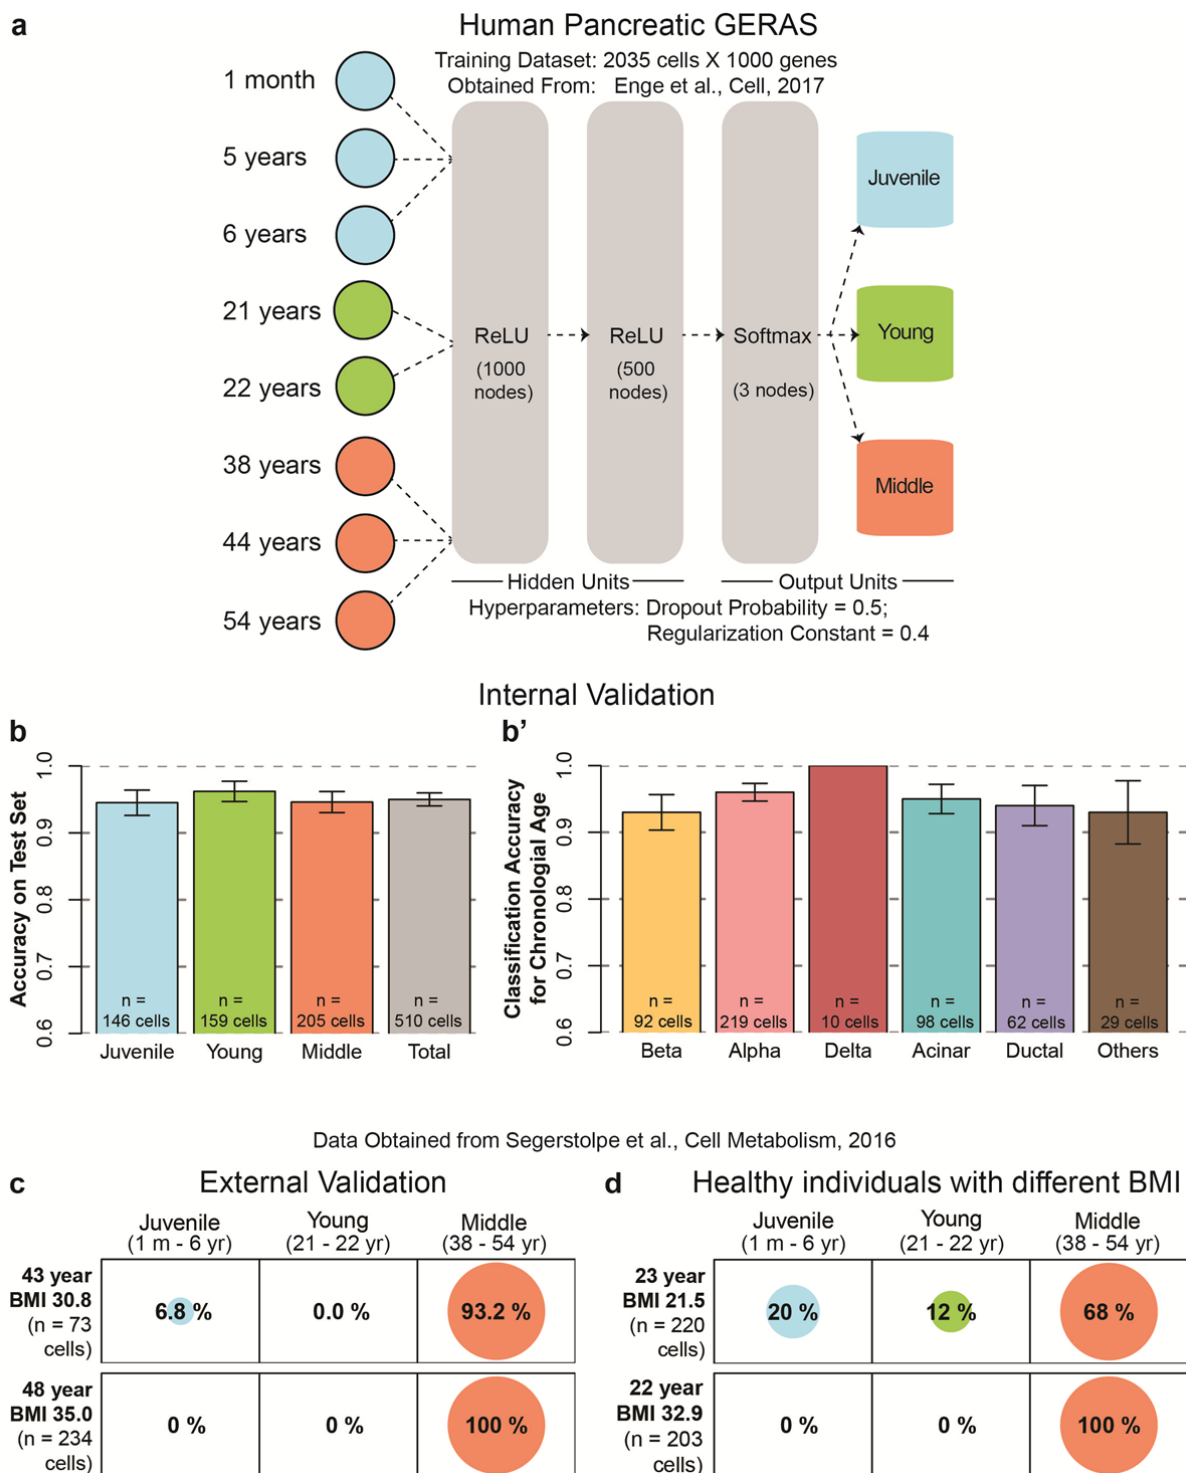 a
Human Pancreatic GERAS
Training Dataset: 2035 cells X 1000 genes
Obtained From: Enge et al., Cell, 2017
1 month
5 years
6 years
21 years
22 years
38 years
44 years
54 years
ReLU
(1000
nodes)
ReLU
(500
nodes)
Softmax
(3 nodes)
Juvenile
Young
Middle
Hidden Units
Output Units
Hyperparameters: Dropout Probability = 0.5;
Regularization Constant = 0.4
Internal Validation
b
Accuracy on Test Set
1.0
0.9
0.8
0.7
0.6
n =
146 cells
n =
159 cells
n =
205 cells
n =
510 cells
Juvenile
Young
Middle
Total
b’
Classification Accuracy
for Chronologial Age
1.0
0.9
0.8
0.7
0.6
n =
92 cells
n =
219 cells
n =
10 cells
n =
98 cells
n =
62 cells
n =
29 cells
Beta
Alpha
Delta
Acinar
Ductal
Others
Data Obtained from Segerstolpe et al., Cell Metabolism, 2016
c
External Validation
Juvenile
(1 m - 6 yr)
Young
(21 - 22 yr)
Middle
(38 - 54 yr)
43 year
BMI 30.8
(n = 73
cells)
6.8 %
0.0 %
93.2 %
48 year
BMI 35.0
(n = 234
cells)
0 %
0 %
100 %
d
Healthy individuals with different BMI
Juvenile
(1 m - 6 yr)
Young
(21 - 22 yr)
Middle
(38 - 54 yr)
23 year
BMI 21.5
(n = 220
cells)
20 %
12 %
68 %
22 year
BMI 32.9
(n = 203
cells)
0 %
0 %
100 %